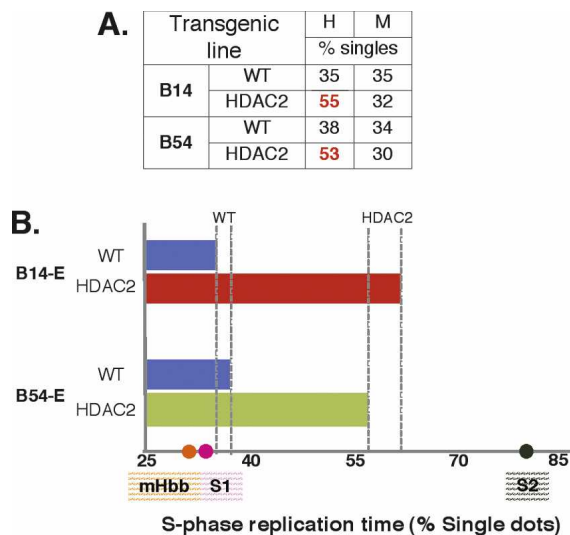 A.
Transgenic line H M
% singles
B14 WT 35 35
HDAC2 55 32
B54 WT 38 34
HDAC2 53 30
B.
WT HDAC2
B14-E WT
HDAC2
B54-E WT
HDAC2
25 40 55 70 85
mHbb S1 S2
S-phase replication time (% Single dots)